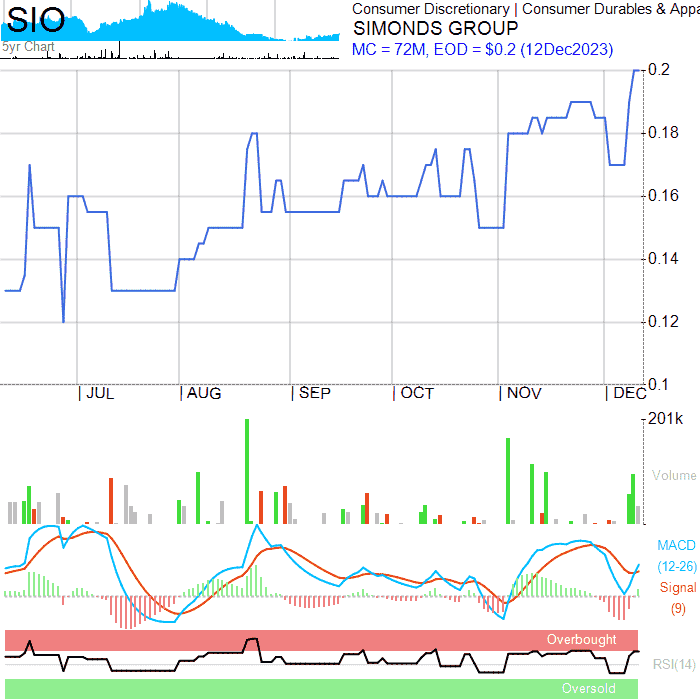 SIO
5yr Chart
Consumer Discretionary | Consumer Durables & Appa
SIMONDS GROUP
MC = 72M, EOD = $0.2 (12Dec2023)
0.2
0.18
0.16
0.14
0.12
0.1
JUL AUG SEP OCT NOV DEC
201k
Volume
MACD
(12-26)
Signal
(9)
Overbought
RSI(14)
Oversold